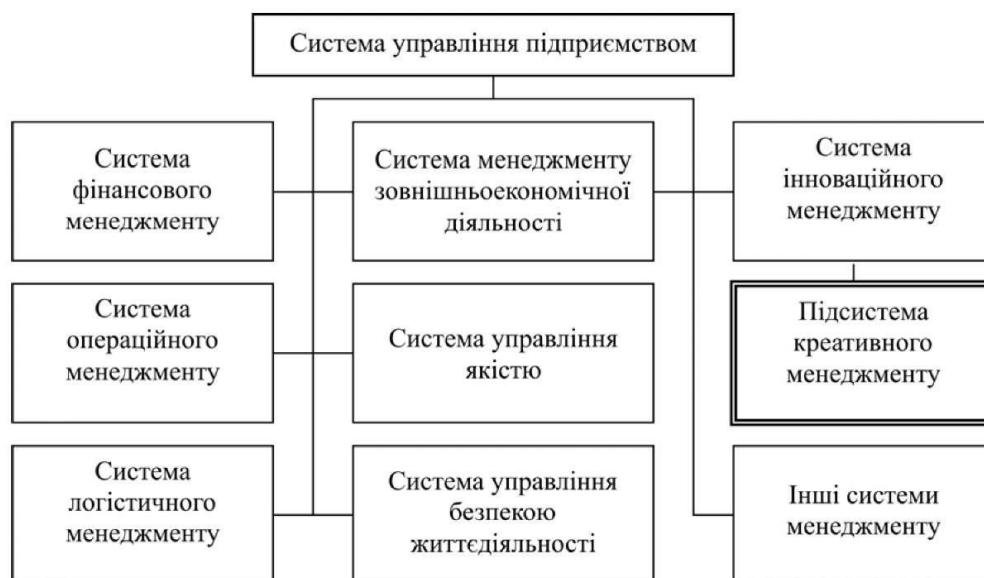 Система управління підприємством
Система
фінансового
менеджменту
Система менеджменту
зовнішньоекономічної
діяльності
Система
інноваційного
менеджменту
Система
операційного
менеджменту
Система управління
якістю
Підсистема
креативного
менеджменту
Система
логістичного
менеджменту
Система управління
безпекою
життєдіяльності
Інші системи
менеджменту